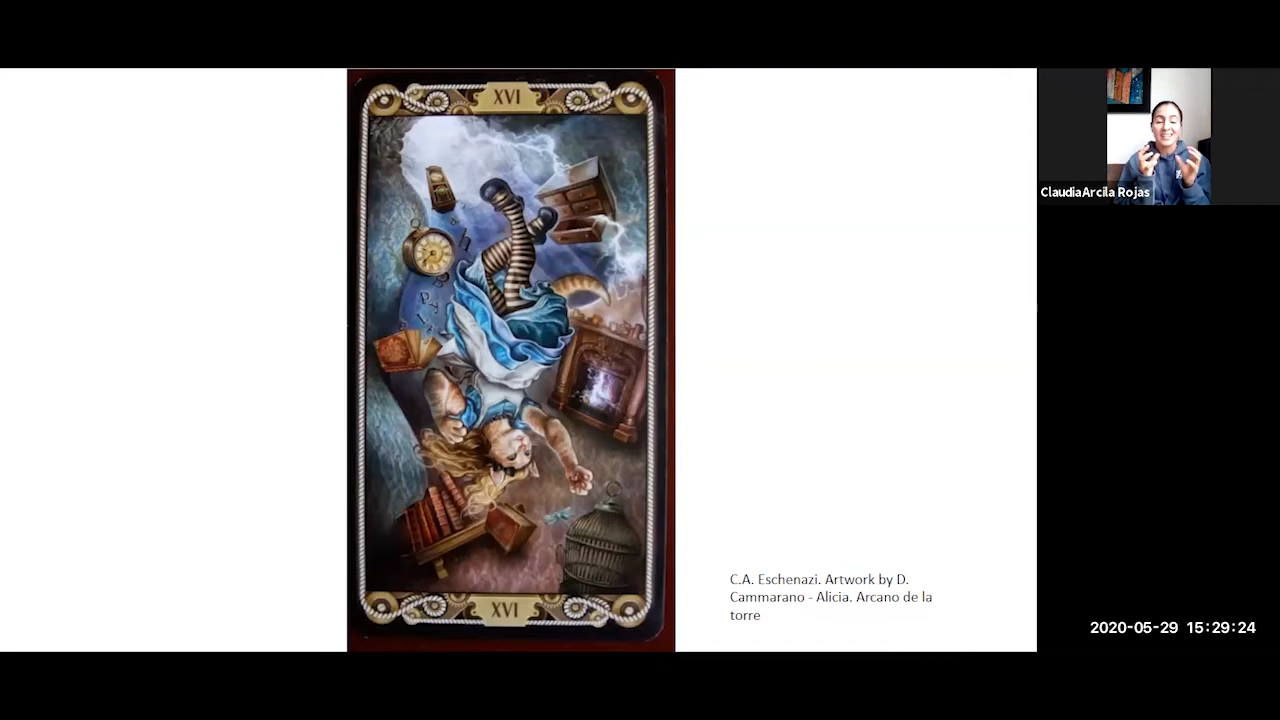 XVI
h
XVI
C.A. Eschenazi. Artwork by D.
Cammarano - Alicia. Arcano de la
torre
ClaudiaArcila Rojas
2020-05-29 15:29:24